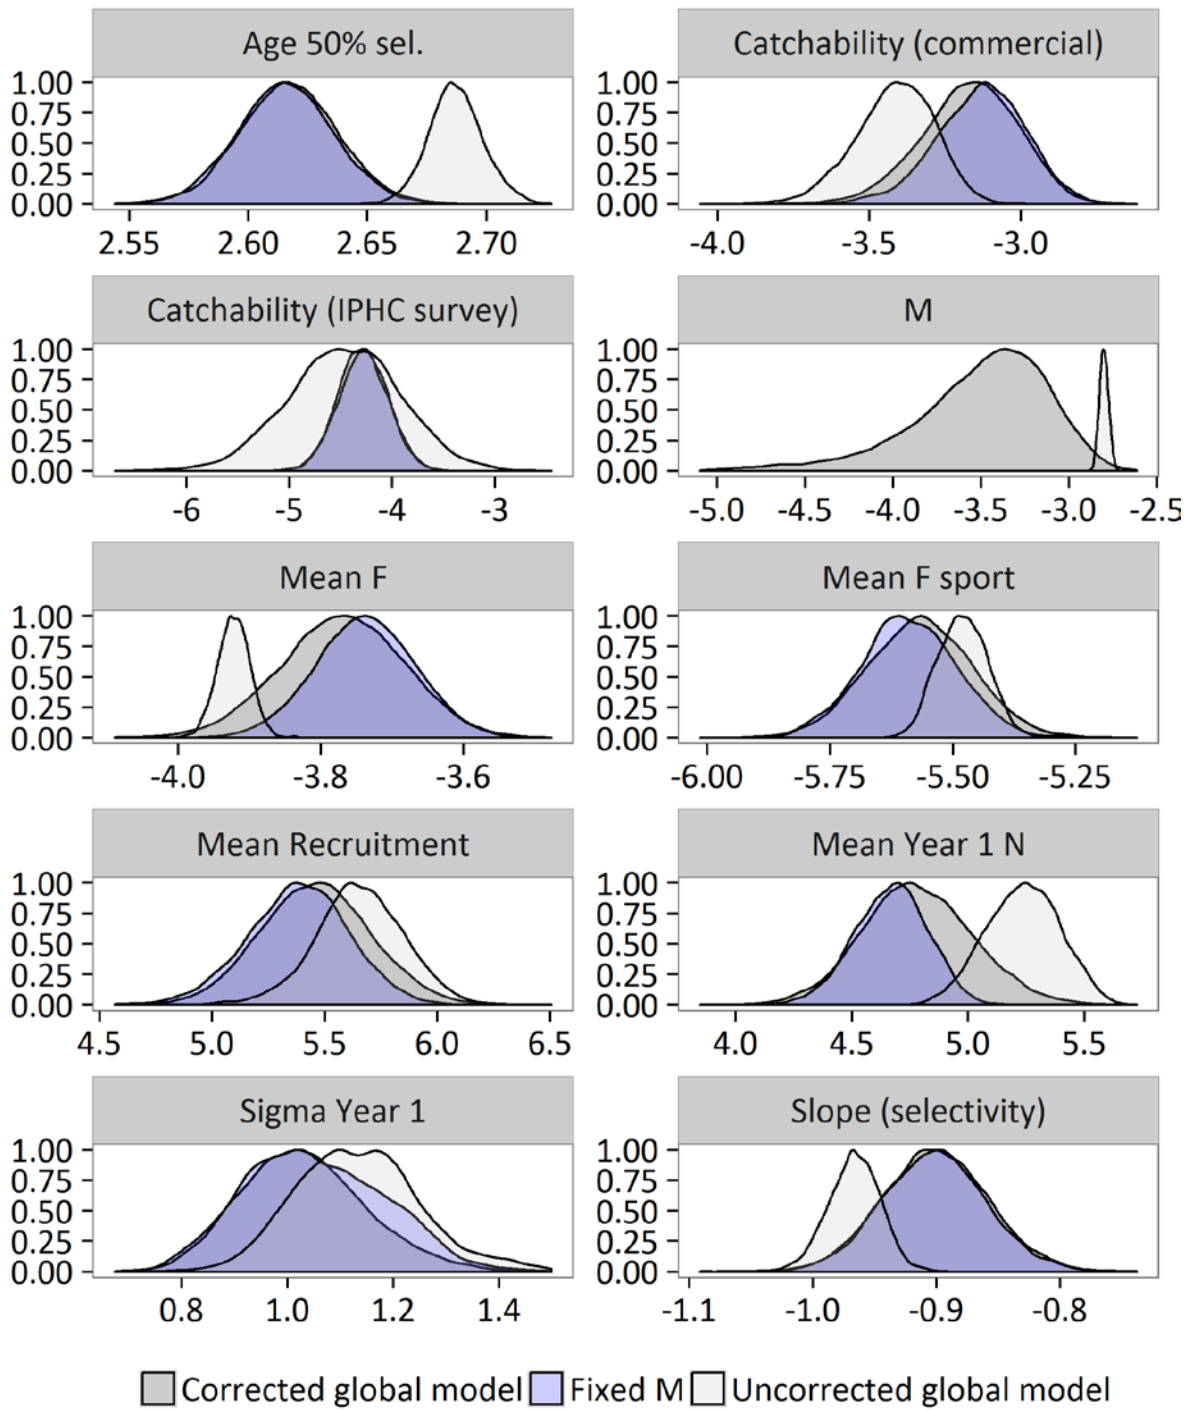 Age 50% sel.
Catchability (commercial)
1.00
0.75
0.50
0.25
0.00
2.55 2.60 2.65 2.70
1.00
0.75
0.50
0.25
0.00
-4.0 -3.5 -3.0
Catchability (IPHC survey)
M
1.00
0.75
0.50
0.25
0.00
-6 -5 -4 -3
1.00
0.75
0.50
0.25
0.00
-5.0 -4.5 -4.0 -3.5 -3.0 -2.5
Mean F
Mean F sport
1.00
0.75
0.50
0.25
0.00
-4.0 -3.8 -3.6
1.00
0.75
0.50
0.25
0.00
-6.00 -5.75 -5.50 -5.25
Mean Recruitment
Mean Year 1 N
1.00
0.75
0.50
0.25
0.00
4.5 5.0 5.5 6.0 6.5
1.00
0.75
0.50
0.25
0.00
4.0 4.5 5.0 5.5
Sigma Year 1
Slope (selectivity)
1.00
0.75
0.50
0.25
0.00
0.8 1.0 1.2 1.4
1.00
0.75
0.50
0.25
0.00
-1.1 -1.0 -0.9 -0.8
Corrected global model Fixed M Uncorrected global model